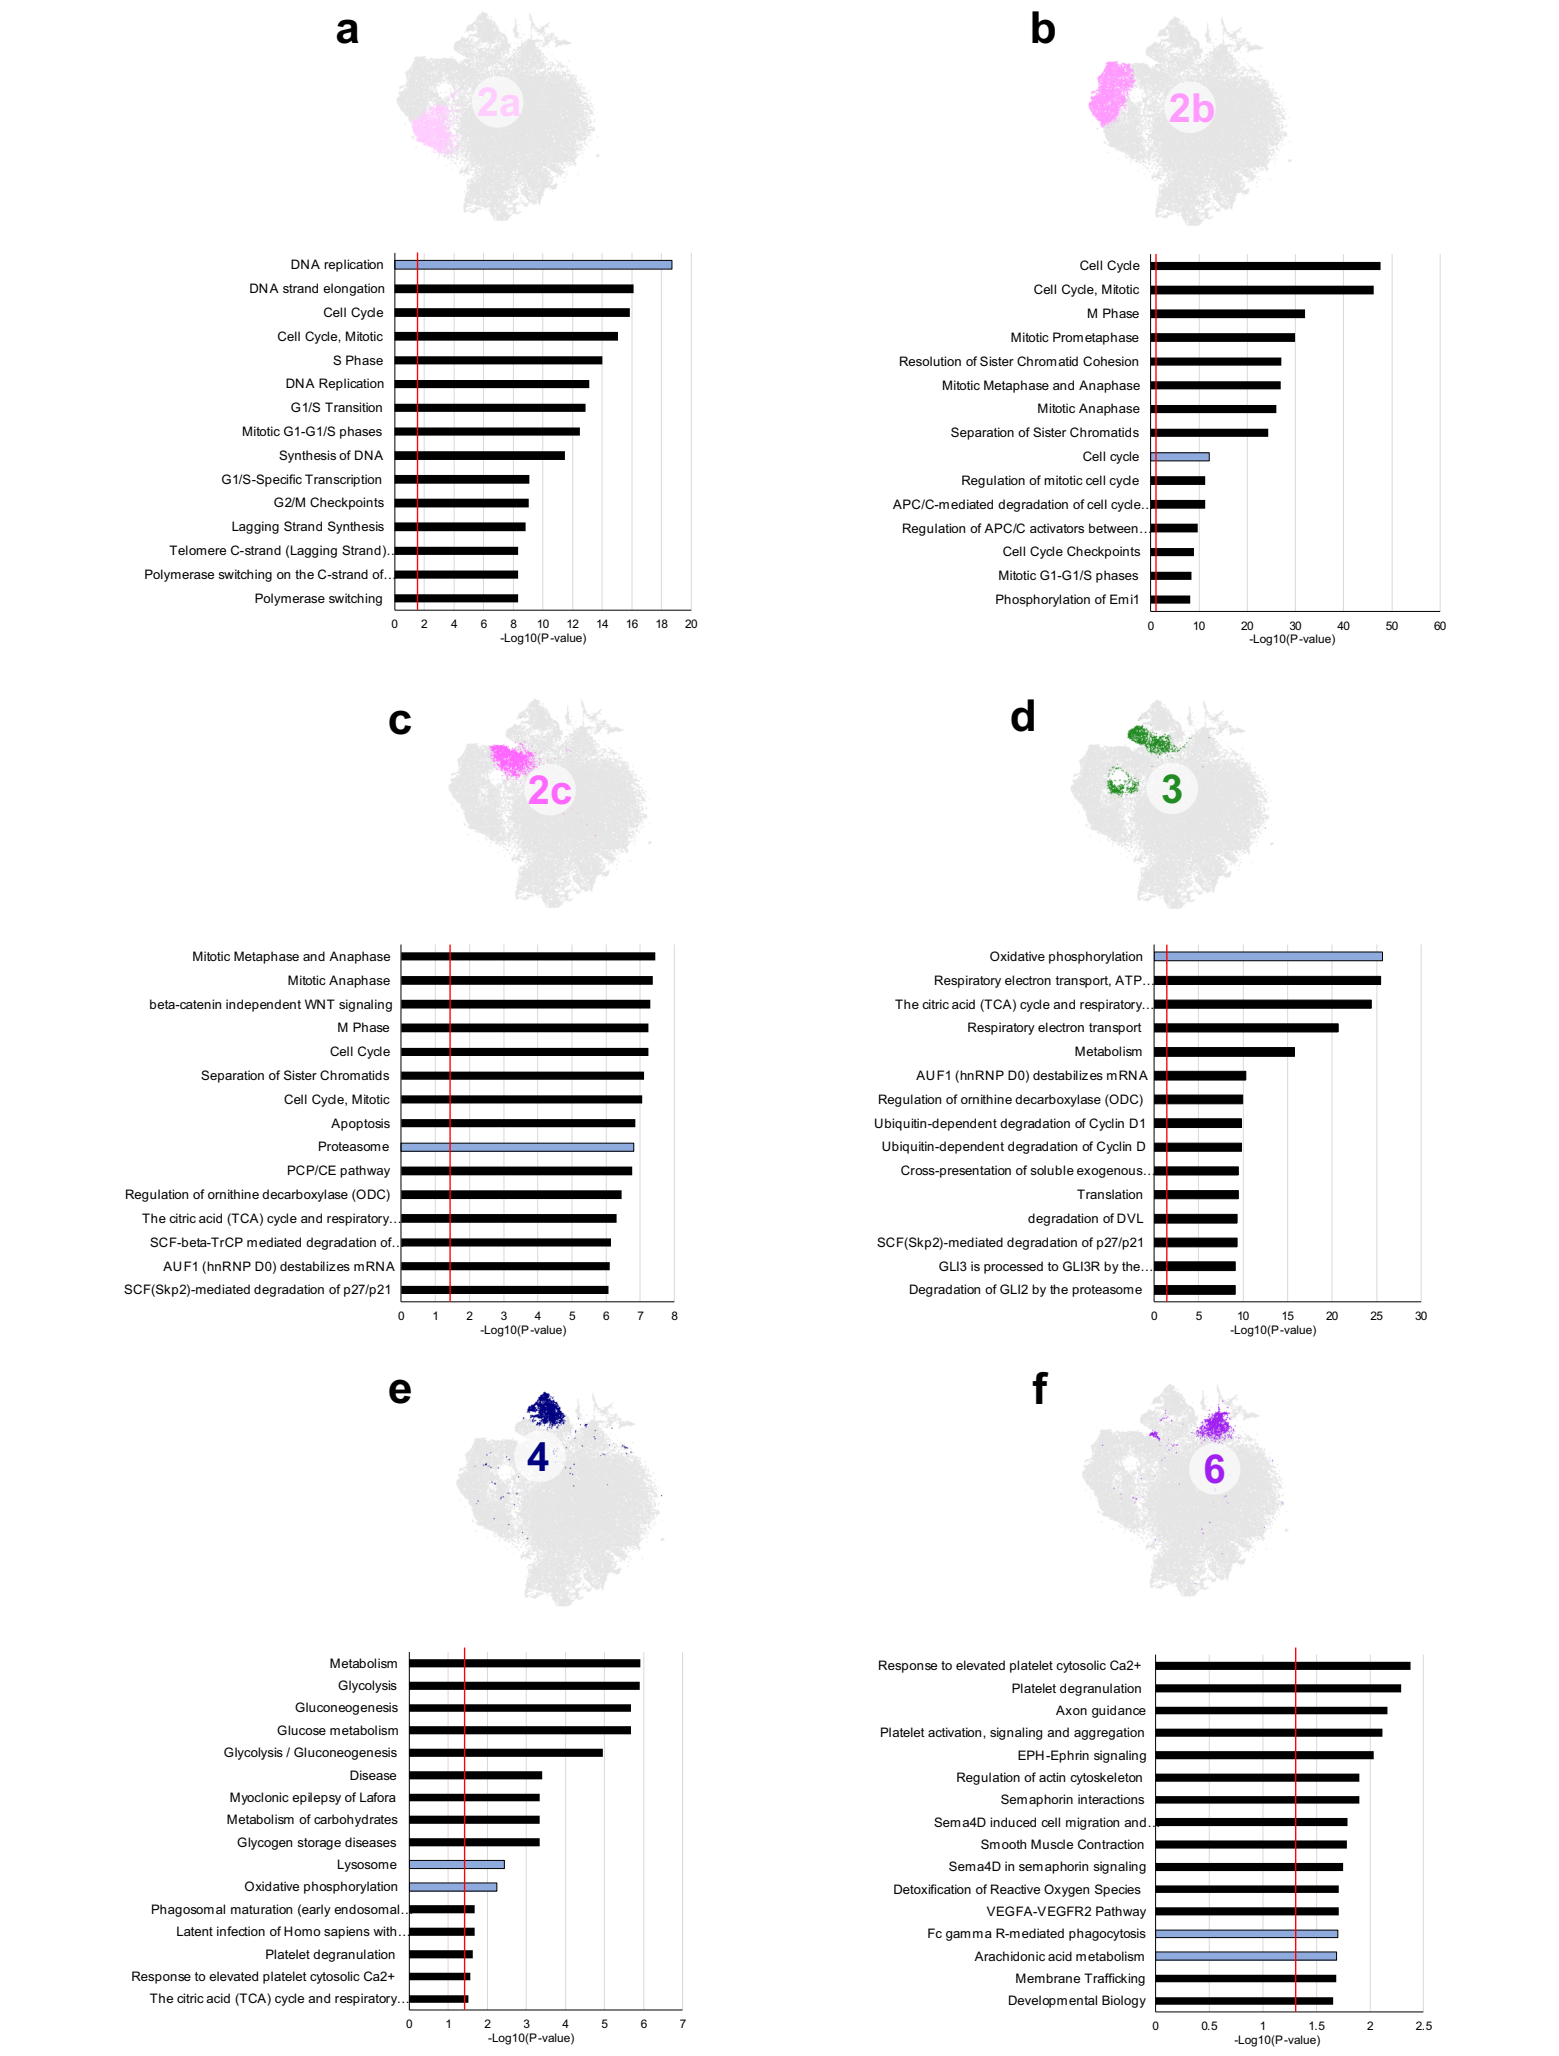 a
2a
DNA replication
DNA strand elongation
Cell Cycle
Cell Cycle, Mitotic
S Phase
DNA Replication
G1/S Transition
Mitotic G1-G1/S phases
Synthesis of DNA
G1/S-Specific Transcription
G2/M Checkpoints
Lagging Strand Synthesis
Telomere C-strand (Lagging Strand)..
Polymerase switching on the C-strand of...
Polymerase switching
0 2 4 6 8 10 12 14 16 18 20
-Log10(P-value)
b
2b
Cell Cycle
Cell Cycle, Mitotic
M Phase
Mitotic Prometaphase
Resolution of Sister Chromatid Cohesion
Mitotic Metaphase and Anaphase
Mitotic Anaphase
Separation of Sister Chromatids
Cell cycle
Regulation of mitotic cell cycle
APC/C-mediated degradation of cell cycle..
Regulation of APC/C activators between...
Cell Cycle Checkpoints
Mitotic G1-G1/S phases
Phosphorylation of Emi1
0 10 20 30 40 50 60
-Log10(P-value)
c
2c
Mitotic Metaphase and Anaphase
Mitotic Anaphase
beta-catenin independent WNT signaling
M Phase
Cell Cycle
Separation of Sister Chromatids
Cell Cycle, Mitotic
Apoptosis
Proteasome
PCP/CE pathway
Regulation of ornithine decarboxylase (ODC)
The citric acid (TCA) cycle and respiratory...
SCF-beta-TrCP mediated degradation of..
AUF1 (hnRNP D0) destabilizes mRNA
SCF(Skp2)-mediated degradation of p27/p21
0 1 2 3 4 5 6 7 8
-Log10(P-value)
d
3
Oxidative phosphorylation
Respiratory electron transport, ATP...
The citric acid (TCA) cycle and respiratory...
Respiratory electron transport
Metabolism
AUF1 (hnRNP D0) destabilizes mRNA
Regulation of ornithine decarboxylase (ODC)
Ubiquitin-dependent degradation of Cyclin D1
Ubiquitin-dependent degradation of Cyclin D
Cross-presentation of soluble exogenous...
Translation
degradation of DVL
SCF(Skp2)-mediated degradation of p27/p21
GLI3 is processed to GLI3R by the...
Degradation of GLI2 by the proteasome
0 5 10 15 20 25 30
-Log10(P-value)
e
4
Metabolism
Glycolysis
Gluconeogenesis
Glucose metabolism
Glycolysis / Gluconeogenesis
Disease
Myoclonic epilepsy of Lafora
Metabolism of carbohydrates
Glycogen storage diseases
Lysosome
Oxidative phosphorylation
Phagosomal maturation (early endosomal..
Latent infection of Homo sapiens with...
Platelet degranulation
Response to elevated platelet cytosolic Ca2+
The citric acid (TCA) cycle and respiratory...
0 1 2 3 4 5 6 7
-Log10(P-value)
f
6
Response to elevated platelet cytosolic Ca2+
Platelet degranulation
Axon guidance
Platelet activation, signaling and aggregation
EPH-Ephrin signaling
Regulation of actin cytoskeleton
Semaphorin interactions
Sema4D induced cell migration and...
Smooth Muscle Contraction
Sema4D in semaphorin signaling
Detoxification of Reactive Oxygen Species
VEGFA-VEGFR2 Pathway
Fc gamma R-mediated phagocytosis
Arachidonic acid metabolism
Membrane Trafficking
Developmental Biology
0 0.5 1 1.5 2 2.5
-Log10(P-value)